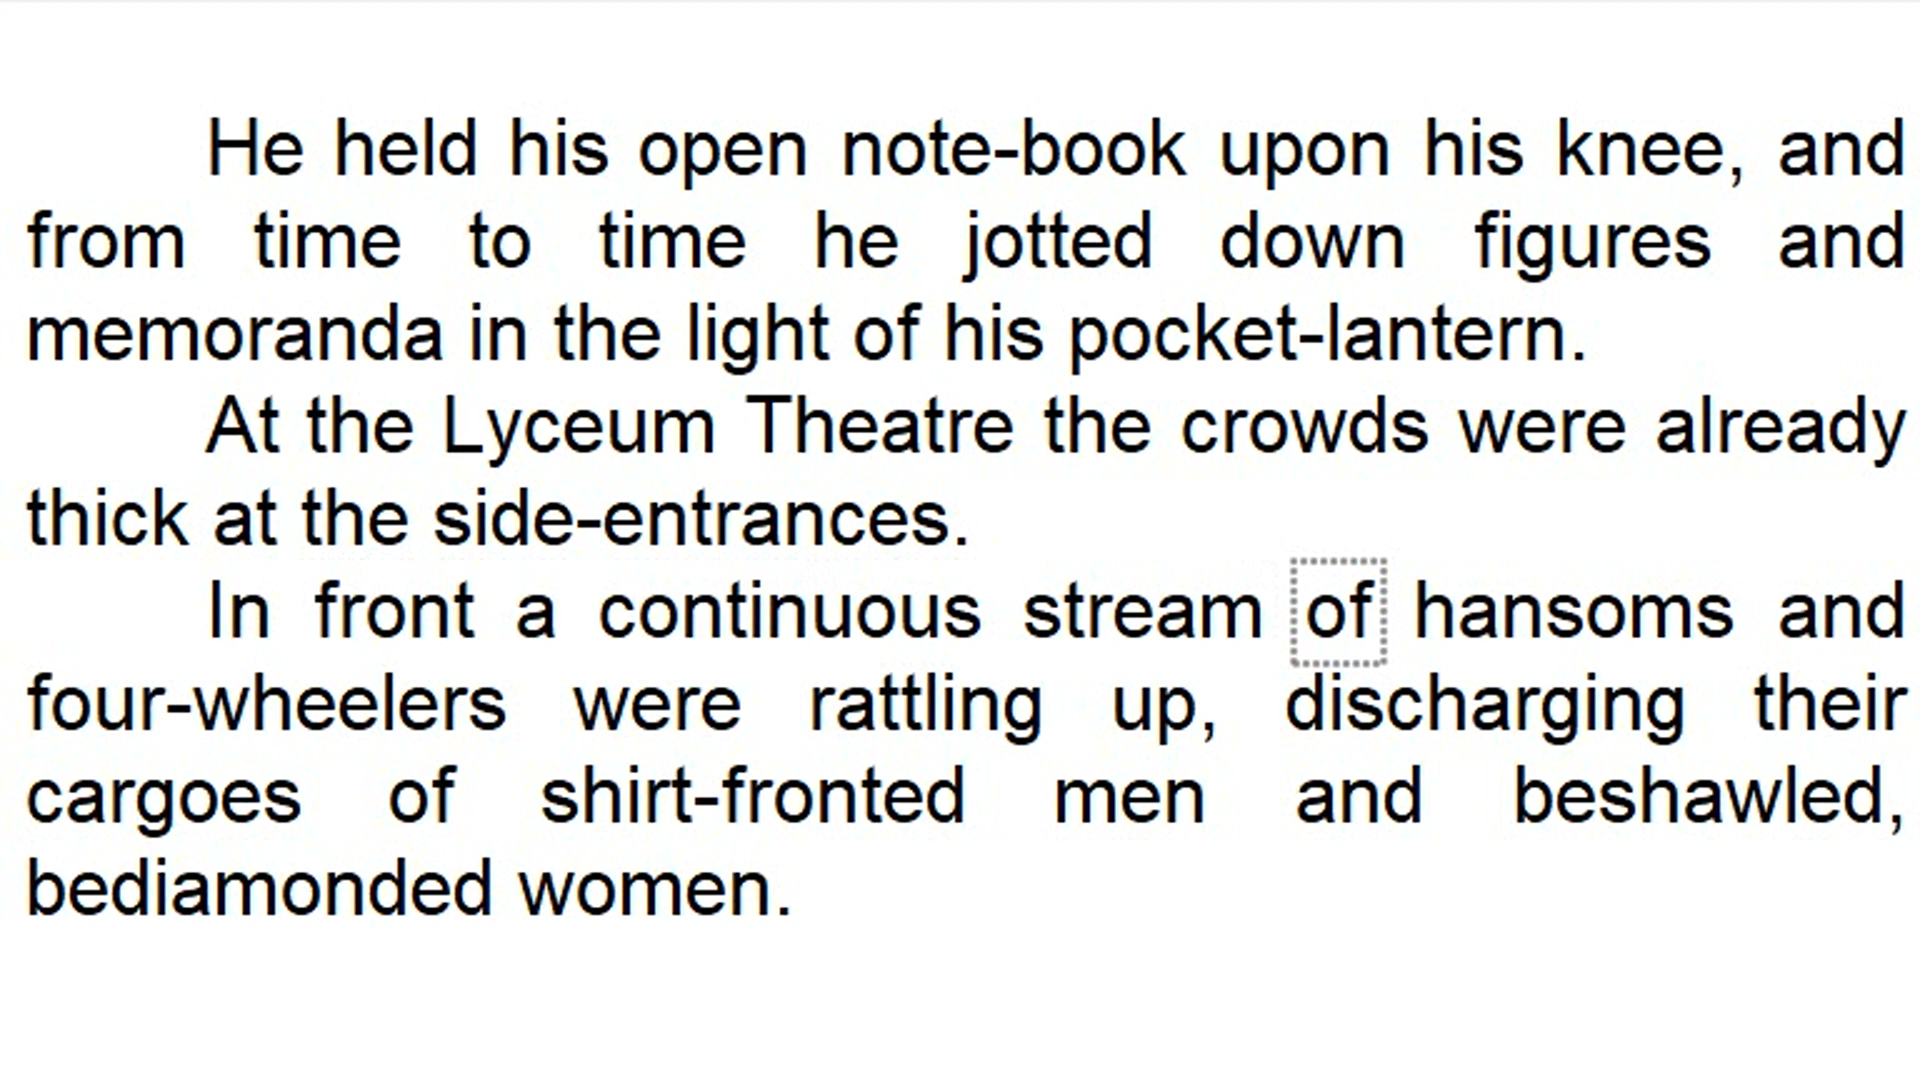 He held his open note-book upon his knee, and
from time to time he jotted down figures and
memoranda in the light of his pocket-lantern.
At the Lyceum Theatre the crowds were already
thick at the side-entrances.
In front a continuous stream of hansoms and
four-wheelers were rattling up, discharging their
cargoes of shirt-fronted men and beshawled,
bediamonded women.